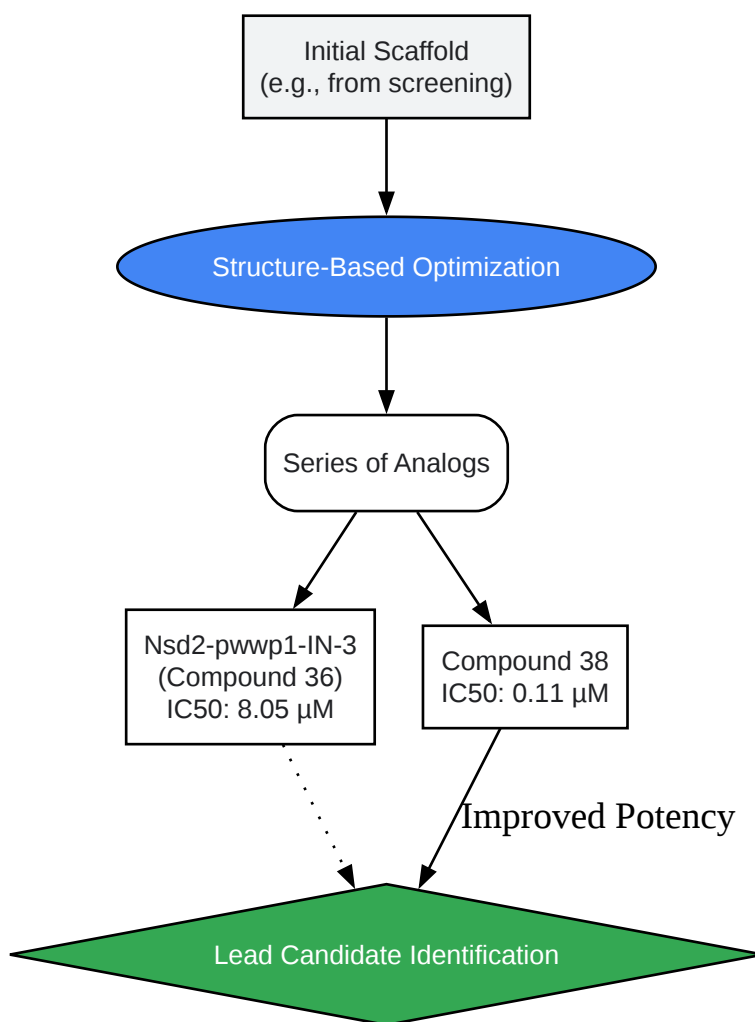 Initial Scaffold
(e.g., from screening)
Structure-Based Optimization
Series of Analogs
Nsd2-pwwp1-IN-3
(Compound 36)
IC50: 8.05 µM
Compound 38
IC50: 0.11 µM
Improved Potency
Lead Candidate Identification